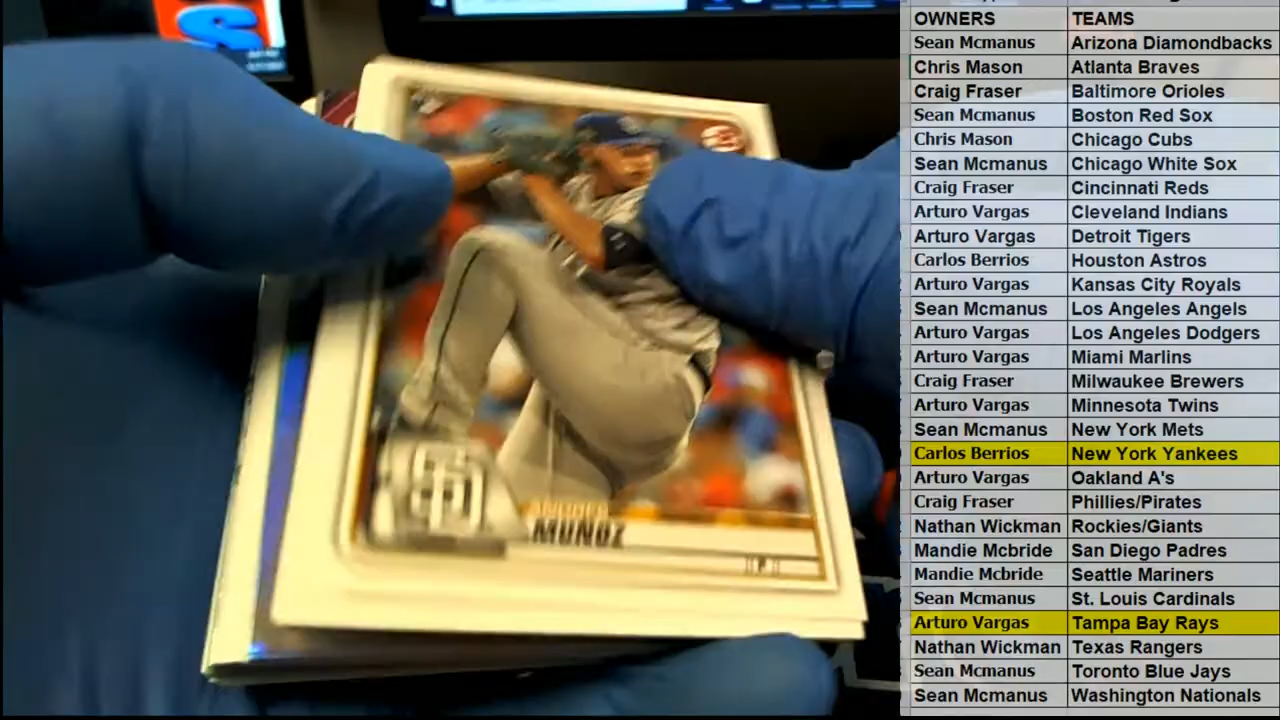 OWNERS TEAMS
Sean Mcmanus Arizona Diamondbacks
Chris Mason Atlanta Braves
Craig Fraser Baltimore Orioles
Sean Mcmanus Boston Red Sox
Chris Mason Chicago Cubs
Sean Mcmanus Chicago White Sox
Craig Fraser Cincinnati Reds
Arturo Vargas Cleveland Indians
Arturo Vargas Detroit Tigers
Carlos Berrios Houston Astros
Arturo Vargas Kansas City Royals
Sean Mcmanus Los Angeles Angels
Arturo Vargas Los Angeles Dodgers
Arturo Vargas Miami Marlins
Craig Fraser Milwaukee Brewers
Arturo Vargas Minnesota Twins
Sean Mcmanus New York Mets
Carlos Berrios New York Yankees
Arturo Vargas Oakland A's
Craig Fraser Phillies/Pirates
Nathan Wickman Rockies/Giants
Mandie Mcbride San Diego Padres
Mandie Mcbride Seattle Mariners
Sean Mcmanus St. Louis Cardinals
Arturo Vargas Tampa Bay Rays
Nathan Wickman Texas Rangers
Sean Mcmanus Toronto Blue Jays
Sean Mcmanus Washington Nationals
S
SD
MUÑOZ
P